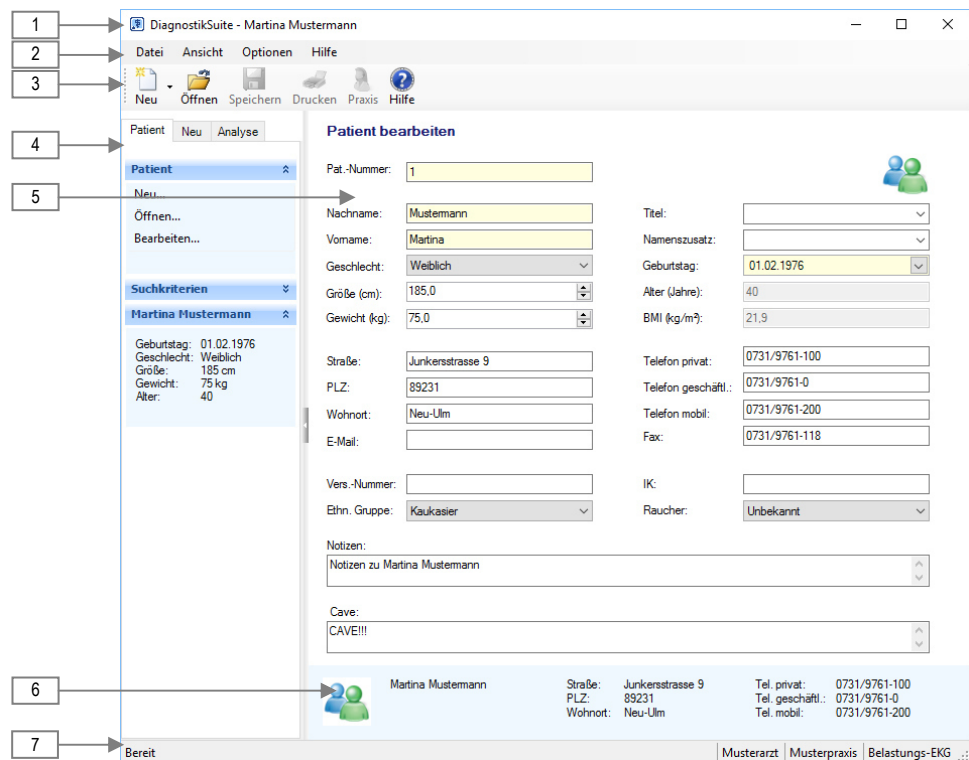 1
DiagnostikSuite - Martina Mustermann
2
Datei Ansicht Optionen Hilfe
3
Neu Öffnen Speichern Drucken Praxis Hilfe
4
Patient Neu Analyse
Patient
Neu...
Öffnen...
Bearbeiten...
Suchkriterien
Martina Mustermann
Geburtstag: 01.02.1976
Geschlecht: Weiblich
Größe: 185 cm
Gewicht: 75 kg
Alter: 40
5
Patient bearbeiten
Pat.-Nummer: 1
Nachname: Mustermann Titel:
Vorname: Martina Namenszusatz:
Geschlecht: Weiblich Geburtstag: 01.02.1976
Größe (cm): 185,0 Alter (Jahre): 40
Gewicht (kg): 75,0 BMI (kg/m²): 21,9
Straße: Junkersstrasse 9 Telefon privat: 0731/9761-100
PLZ: 89231 Telefon geschäftl.: 0731/9761-0
Wohnort: Neu-Ulm Telefon mobil: 0731/9761-200
E-Mail: Fax: 0731/9761-118
Vers.-Nummer: IK:
Ethn. Gruppe: Kaukasier Raucher: Unbekannt
Notizen:
Notizen zu Martina Mustermann
Cave:
CAVE!!!
6
Martina Mustermann Straße: Junkersstrasse 9 Tel. privat: 0731/9761-100
PLZ: 89231 Tel. geschäftl.: 0731/9761-0
Wohnort: Neu-Ulm Tel. mobil: 0731/9761-200
7
Bereit Musterarzt Musterpraxis Belastungs-EKG